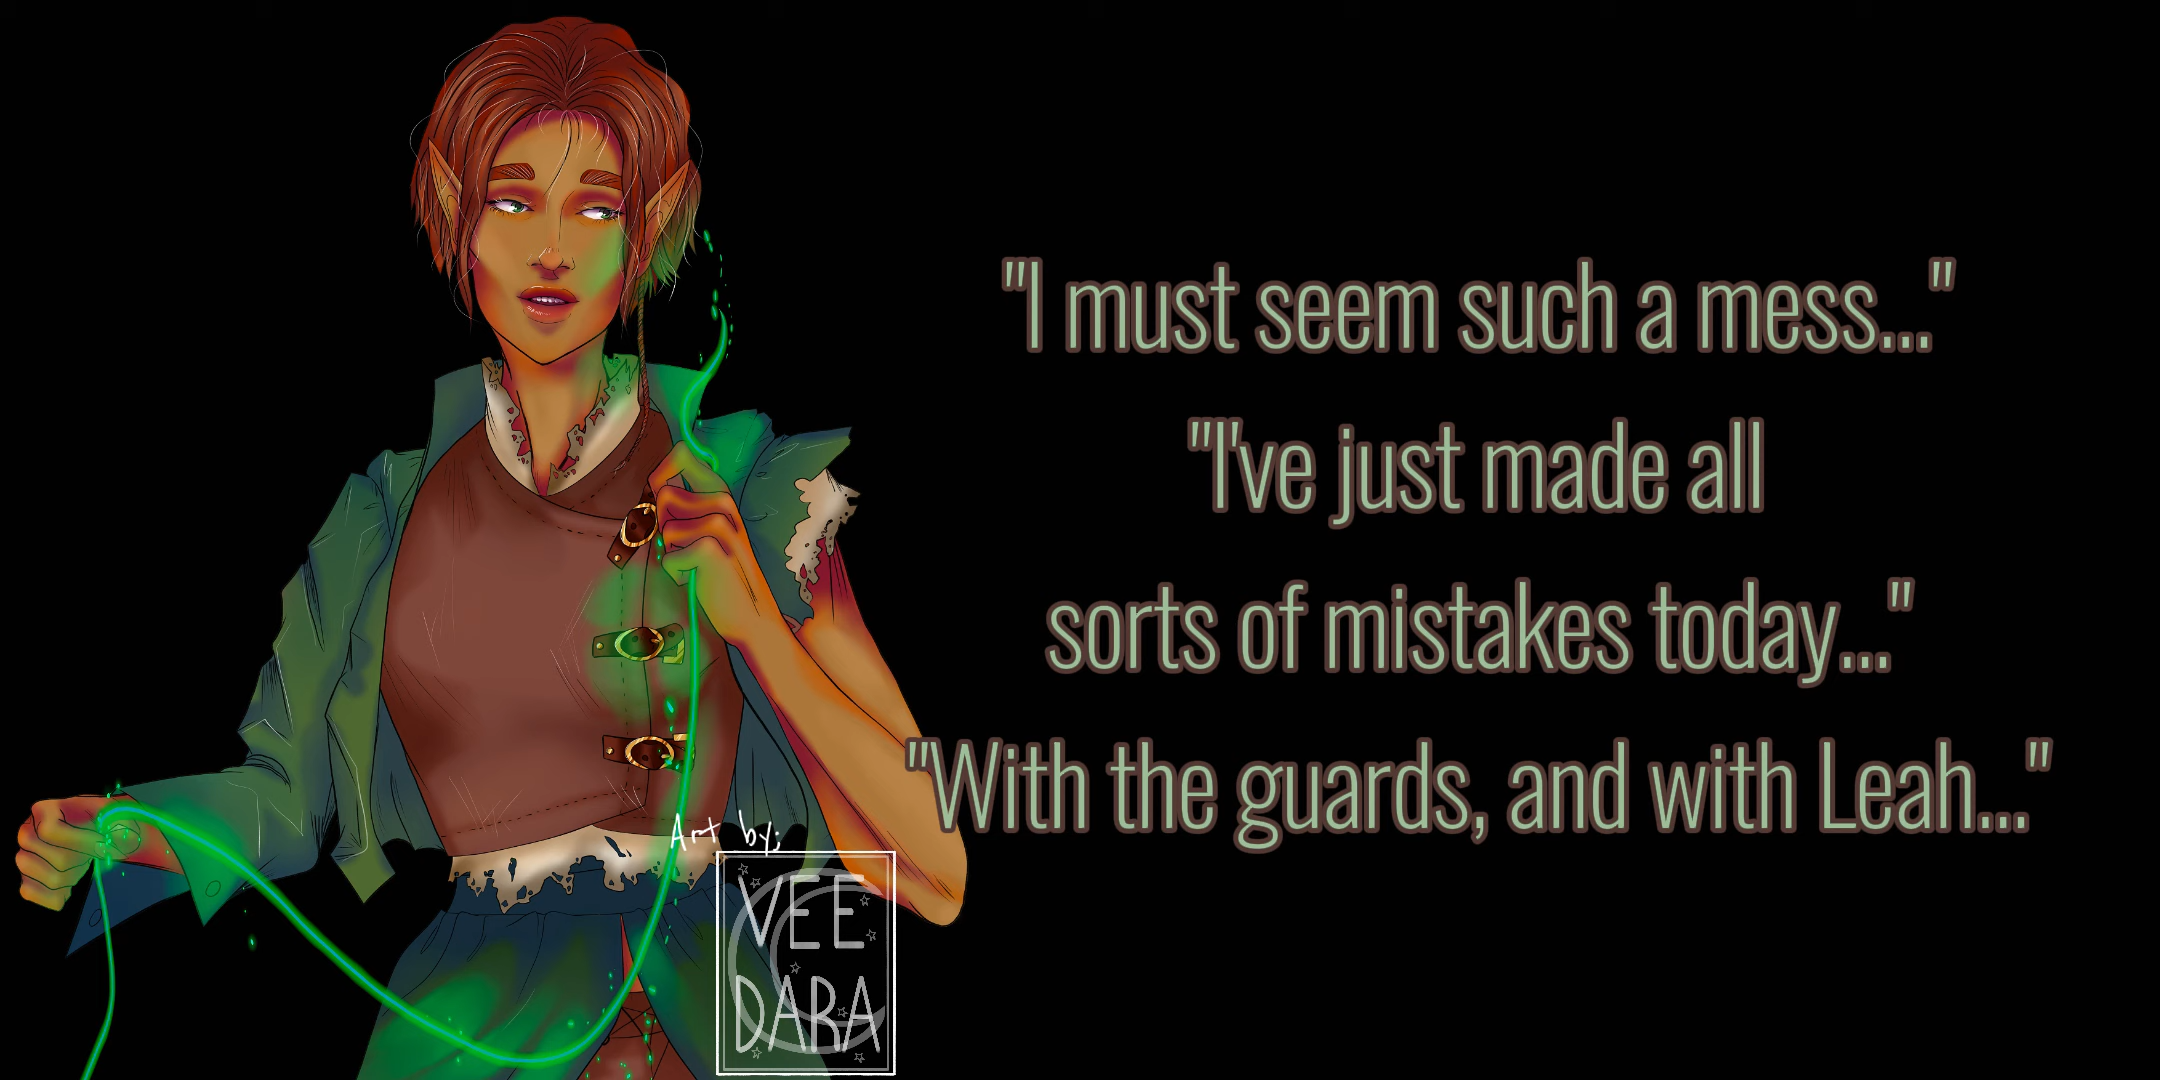 "I must seem such a mess..."
"I've just made all
sorts of mistakes today..."
"With the guards, and with Leah..."
Art by;
VEE
DARA